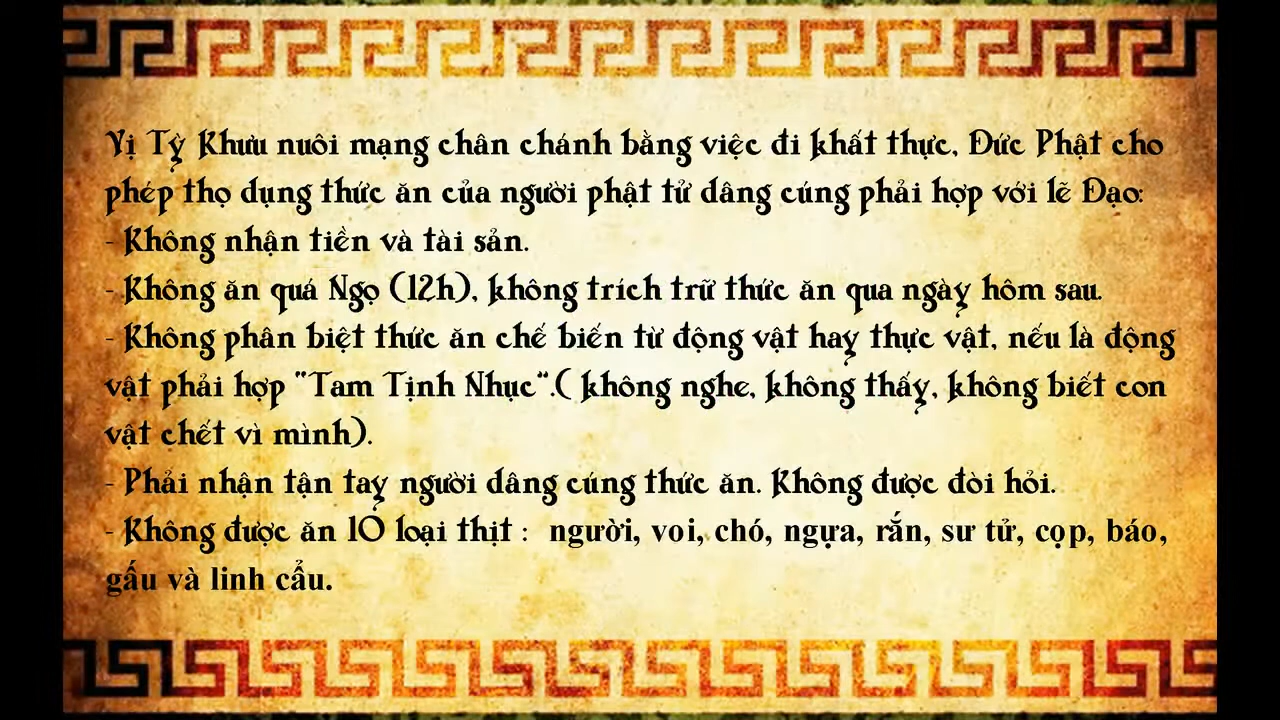 Vị Tỳ Khưu nuôi mạng chân chánh bằng việc đi khất thực, Đức Phật cho
phép thọ dụng thức ăn của người phật tử dâng cúng phải hợp với lẽ Đạo:
- Không nhận tiền và tài sản.
- Không ăn quá Ngọ (12h), không trích trữ thức ăn qua ngày hôm sau.
- Không phân biệt thức ăn chế biến từ động vật hay thực vật, nếu là động
vật phải hợp "Tam Tịnh Nhục".( không nghe, không thấy, không biết con
vật chết vì mình).
- Phải nhận tận tay người dâng cúng thức ăn. Không được đòi hỏi.
- Không được ăn 10 loại thịt : người, voi, chó, ngựa, rắn, sư tử, cọp, báo,
gấu và linh cẩu.